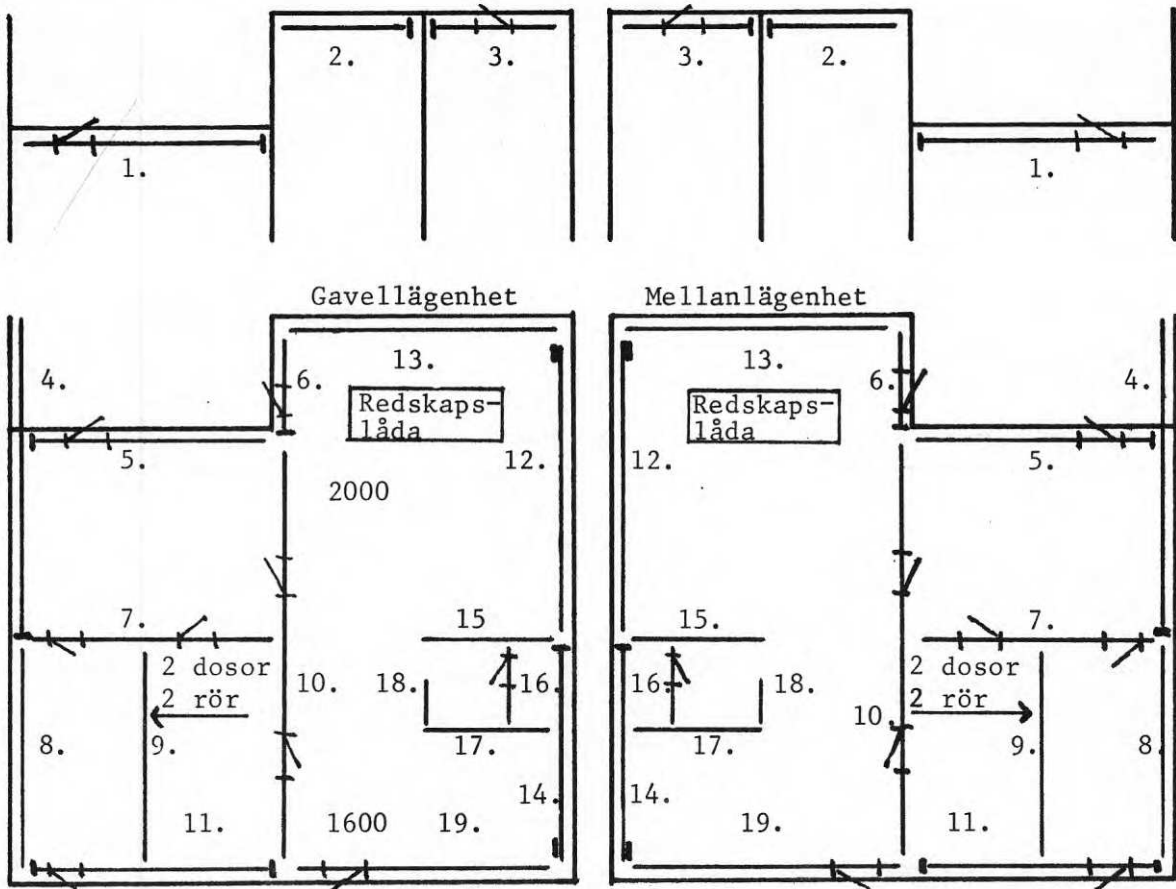 2. 3. 3. 2.
1. 1.
Gavellägenhet Mellanlägenhet
4. 6. 13. 13. 6. 4.
Redskaps-
låda
Redskaps-
låda
5. 12. 12. 5.
2000
7. 15 15. 7.
2 dosor
2 rör
2 dosor
2 rör
10. 18. 16. 16. 18. 10.
8. 9. 17. 17. 9. 8.
14. 14.
11. 1600 19. 19. 11.